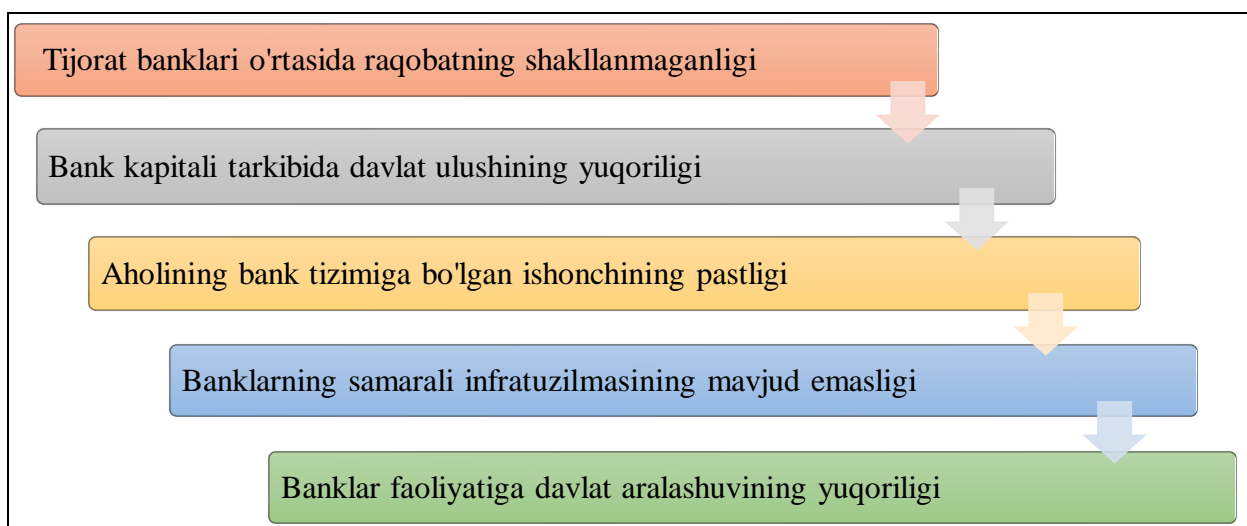 Tijorat banklari o'rtasida raqobatning shakllanmaganligi
Bank kapitali tarkibida davlat ulushining yuqoriligi
Aholining bank tizimiga bo'lgan ishonchining pastligi
Banklarning samarali infratuzilmasining mavjud emasligi
Banklar faoliyatiga davlat aralashuvining yuqoriligi